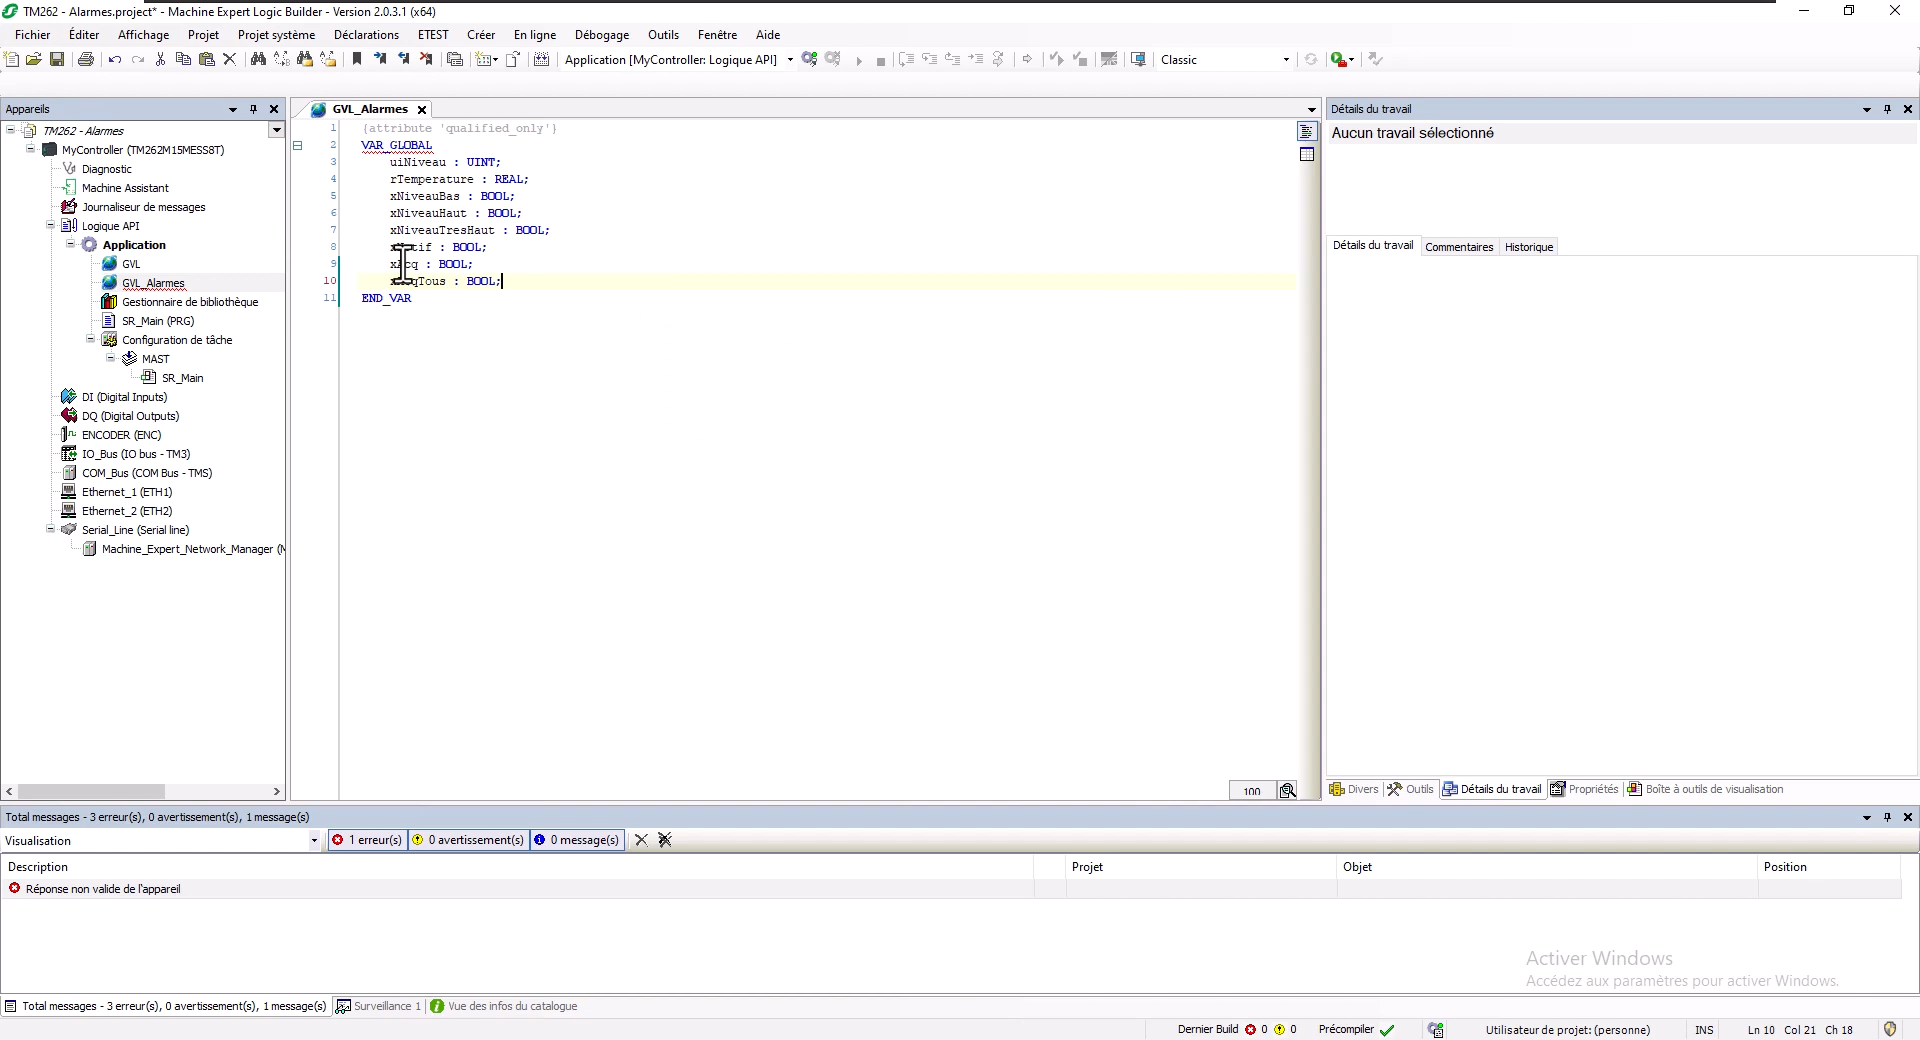 TM262 - Alarmes.project* - Machine Expert Logic Builder - Version 2.0.3.1 (x64)
Fichier Éditer Affichage Projet Projet système Déclarations ETEST Créer En ligne Débogage Outils Fenêtre Aide
Application [MyController: Logique API] Classic
Appareils
TM262 - Alarmes
MyController (TM262M15MESS8T)
Diagnostic
Machine Assistant
Journaliseur de messages
Logique API
Application
GVL
GVL_Alarmes
Gestionnaire de bibliothèque
SR_Main (PRG)
Configuration de tâche
MAST
SR_Main
DI (Digital Inputs)
DQ (Digital Outputs)
ENCODER (ENC)
IO_Bus (IO bus - TM3)
COM_Bus (COM Bus - TMS)
Ethernet_1 (ETH1)
Ethernet_2 (ETH2)
Serial_Line (Serial line)
Machine_Expert_Network_Manager (
GVL_Alarmes
1 {attribute 'qualified_only'}
2 VAR_GLOBAL
3 uiNiveau : UINT;
4 rTemperature : REAL;
5 xNiveauBas : BOOL;
6 xNiveauHaut : BOOL;
7 xNiveauTresHaut : BOOL;
8 : BOOL;
9 xAcq : BOOL;
10 xAcqTous : BOOL;
11 END_VAR
100
Détails du travail
Aucun travail sélectionné
Détails du travail Commentaires Historique
Divers Outils Détails du travail Propriétés Boîte à outils de visualisation
Total messages - 3 erreur(s), 0 avertissement(s), 1 message(s)
Visualisation 1 erreur(s) 0 avertissement(s) 0 message(s)
Description Projet Objet Position
Réponse non valide de l'appareil
Activer Windows
Accédez aux paramètres pour activer Windows.
Total messages - 3 erreur(s), 0 avertissement(s), 1 message(s) Surveillance 1 Vue des infos du catalogue
Dernier Build 0 0 Précompiler Utilisateur de projet: (personne) INS Ln 10 Col 21 Ch 18